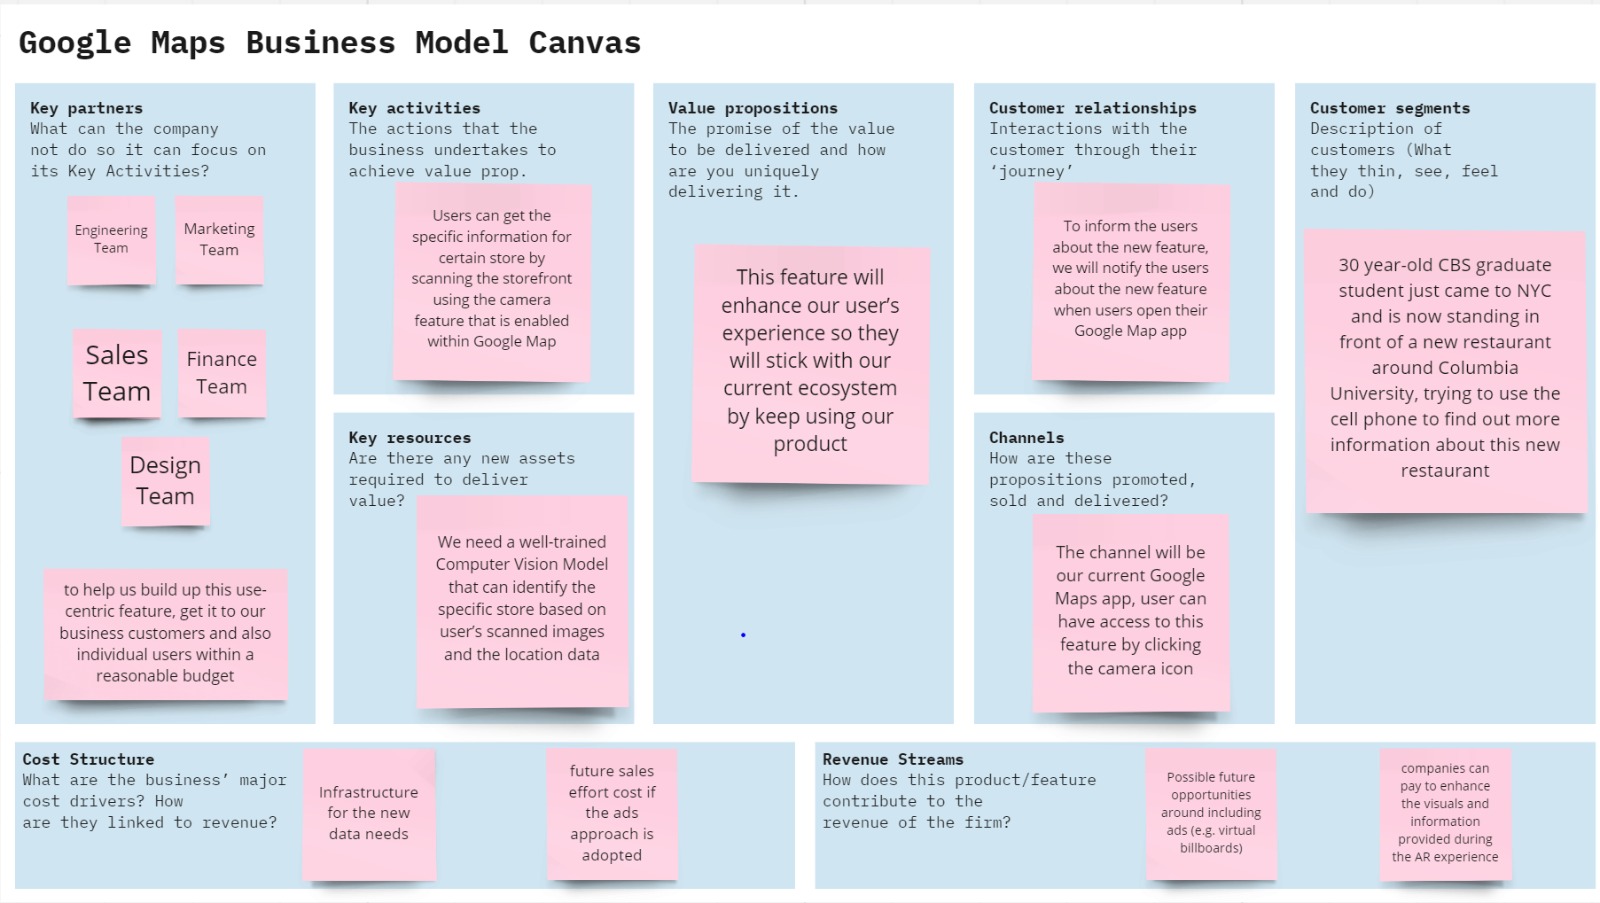 Google Maps Business Model Canvas
Key partners
What can the company
not do so it can focus on
its Key Activities?
Engineering
Team
Marketing
Team
Sales
Team
Finance
Team
Design
Team
to help us build up this use-
centric feature, get it to our
business customers and also
individual users within a
reasonable budget
Key activities
The actions that the
business undertakes to
achieve value prop.
Users can get the
specific information for
certain store by
scanning the storefront
using the camera
feature that is enabled
within Google Map
Key resources
Are there any new assets
required to deliver
value?
We need a well-trained
Computer Vision Model
that can identify the
specific store based on
user's scanned images
and the location data
Value propositions
The promise of the value
to be delivered and how
are you uniquely
delivering it.
This feature will
enhance our user's
experience so they
will stick with our
current ecosystem
by keep using our
product
Customer relationships
Interactions with the
customer through their
‘journey’
To inform the users
about the new feature,
we will notify the users
about the new feature
when users open their
Google Map app
Channels
How are these
propositions promoted,
sold and delivered?
The channel will be
our current Google
Maps app, user can
have access to this
feature by clicking
the camera icon
Customer segments
Description of
customers (What
they thin, see, feel
and do)
30 year-old CBS graduate
student just came to NYC
and is now standing in
front of a new restaurant
around Columbia
University, trying to use the
cell phone to find out more
information about this new
restaurant
Cost Structure
What are the business’ major
cost drivers? How
are they linked to revenue?
Infrastructure
for the new
data needs
future sales
effort cost if
the ads
approach is
adopted
Revenue Streams
How does this product/feature
contribute to the
revenue of the firm?
Possible future
opportunities
around including
ads (e.g. virtual
billboards)
companies can
pay to enhance
the visuals and
information
provided during
the AR experience